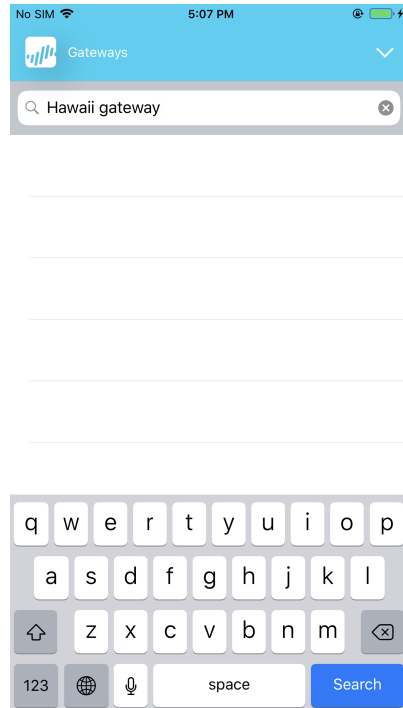 No SIM 5:07 PM
Gateways
Hawaii gateway
q w e r t y u i o p
a s d f g h j k l
z x c v b n m
123 space Search